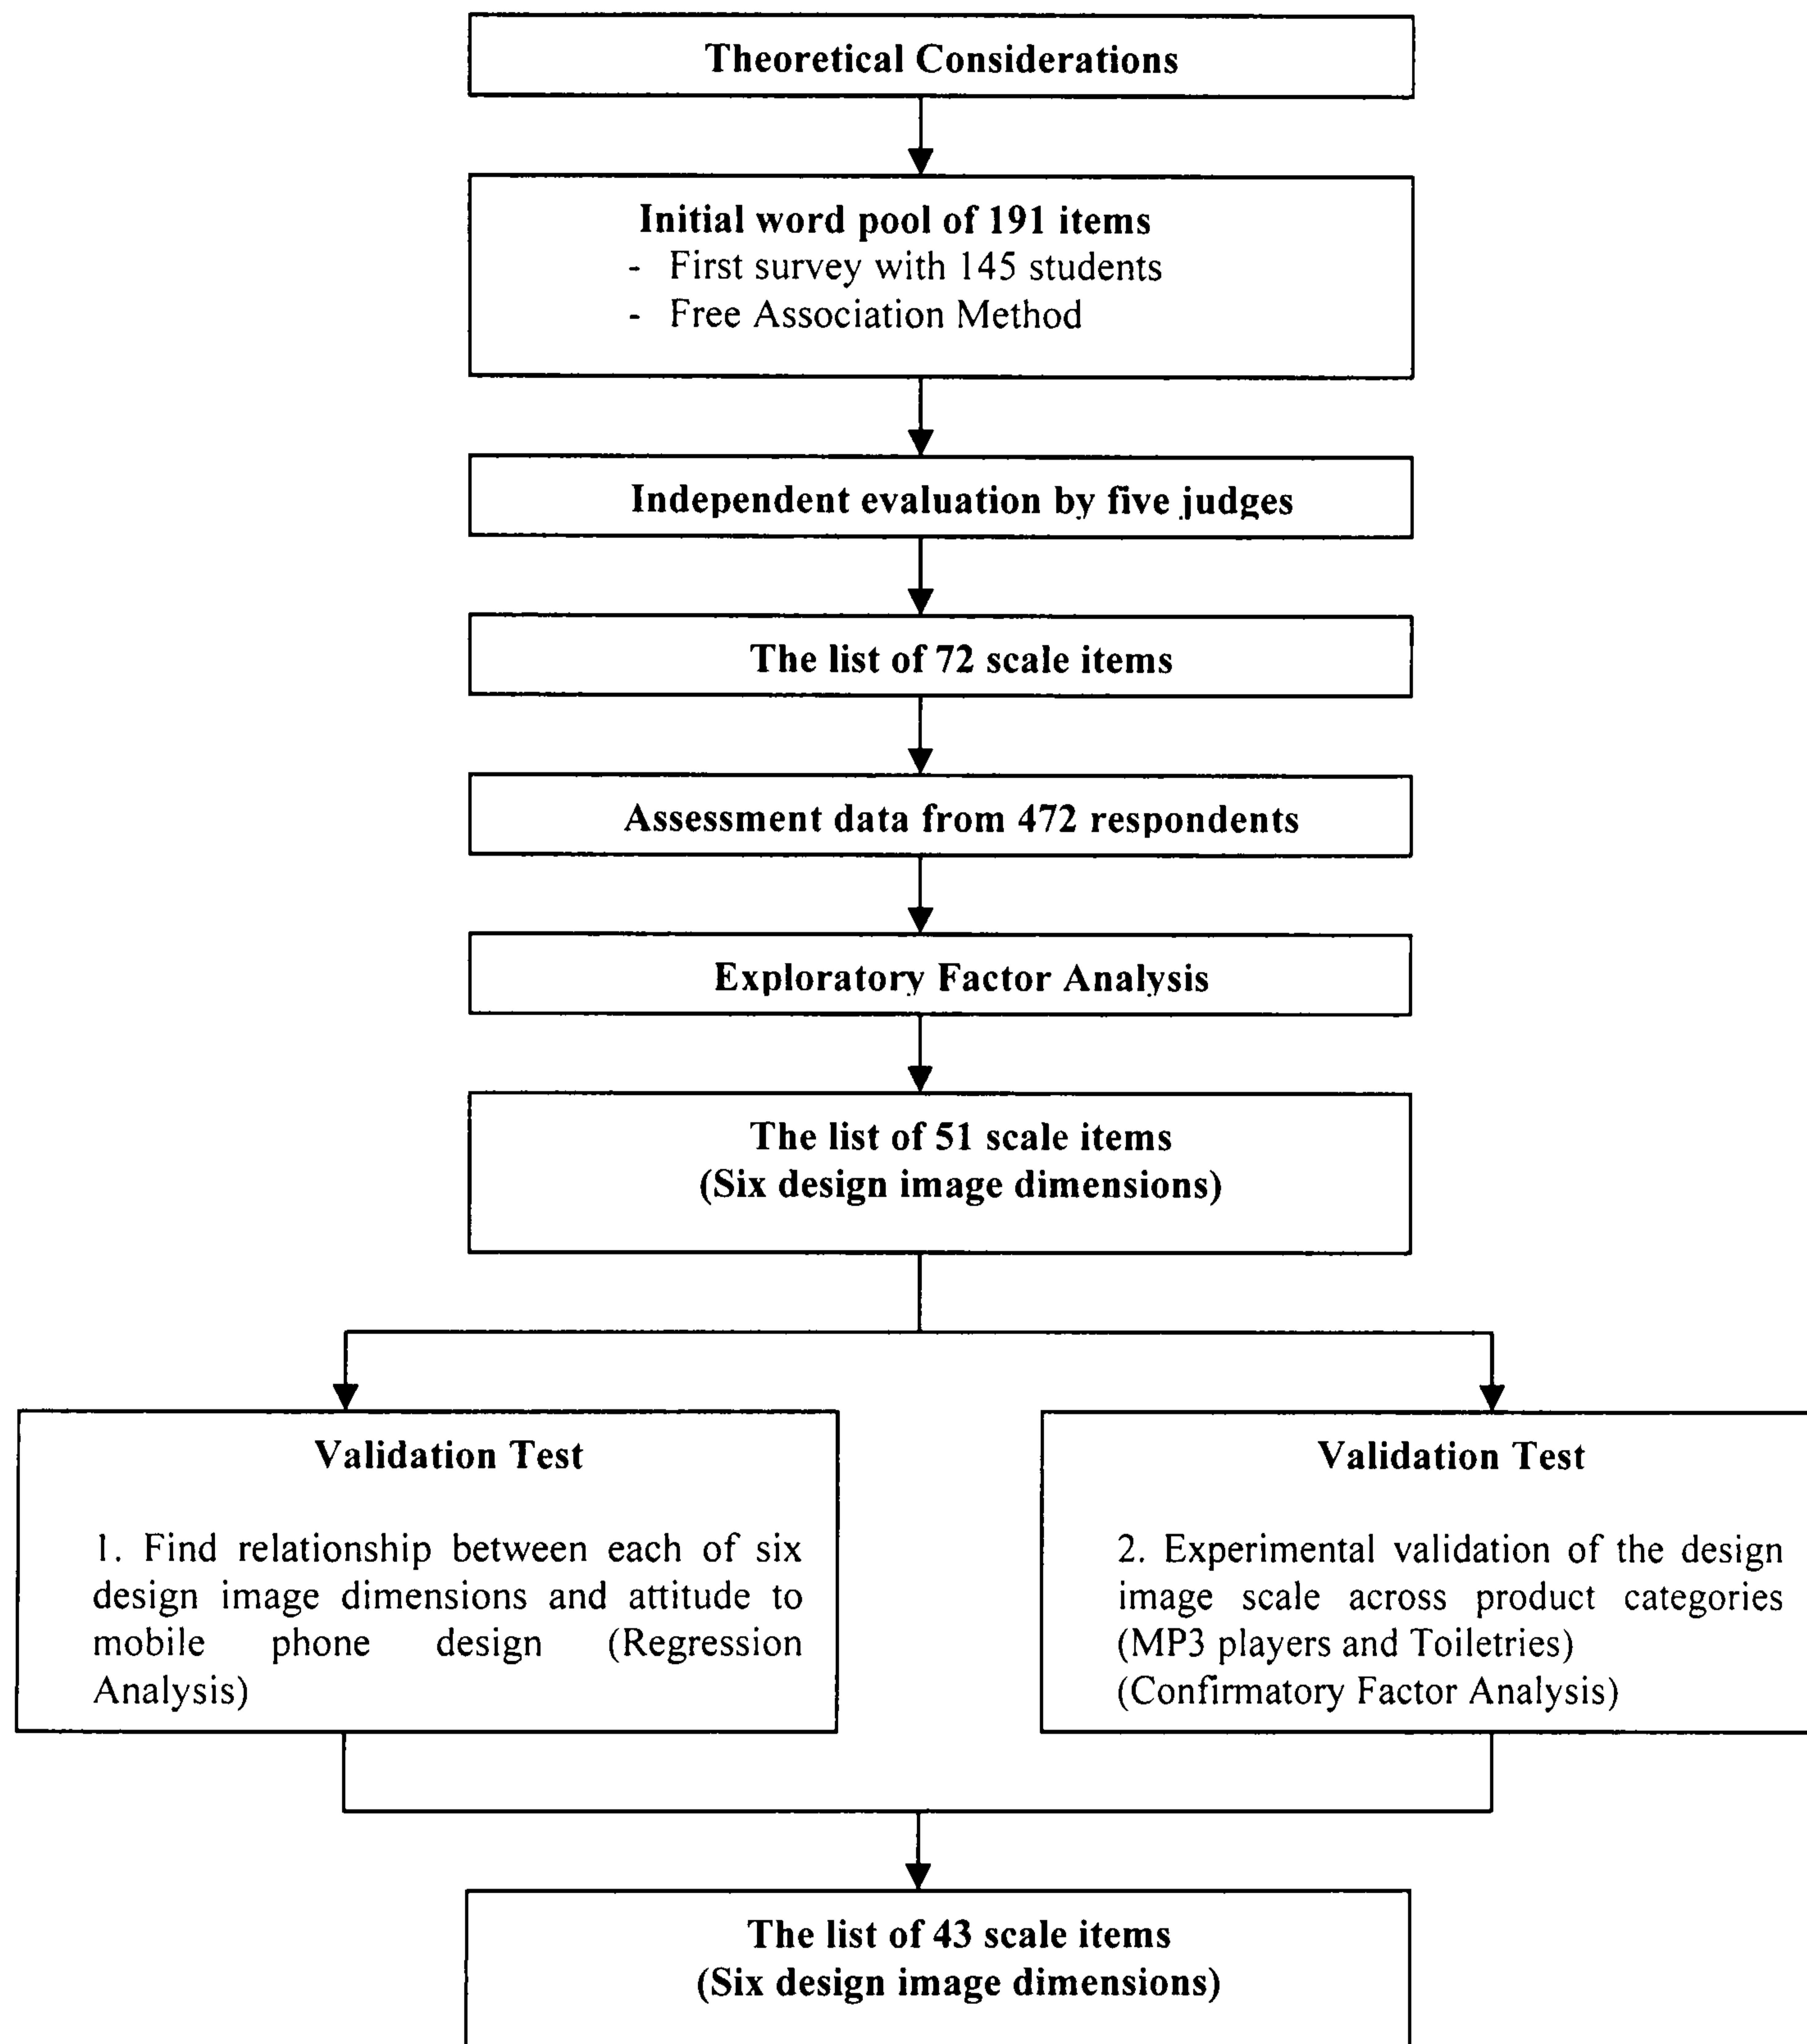 Theoretical Considerations
Initial word pool of 191 items
- First survey with 145 students
- Free Association Method
Independent evaluation by five judges
The list of 72 scale items
Assessment data from 472 respondents
Exploratory Factor Analysis
The list of 51 scale items
(Six design image dimensions)
Validation Test
1. Find relationship between each of six
design image dimensions and attitude to
mobile phone design (Regression
Analysis)
Validation Test
2. Experimental validation of the design
image scale across product categories
(MP3 players and Toiletries)
(Confirmatory Factor Analysis)
The list of 43 scale items
(Six design image dimensions)